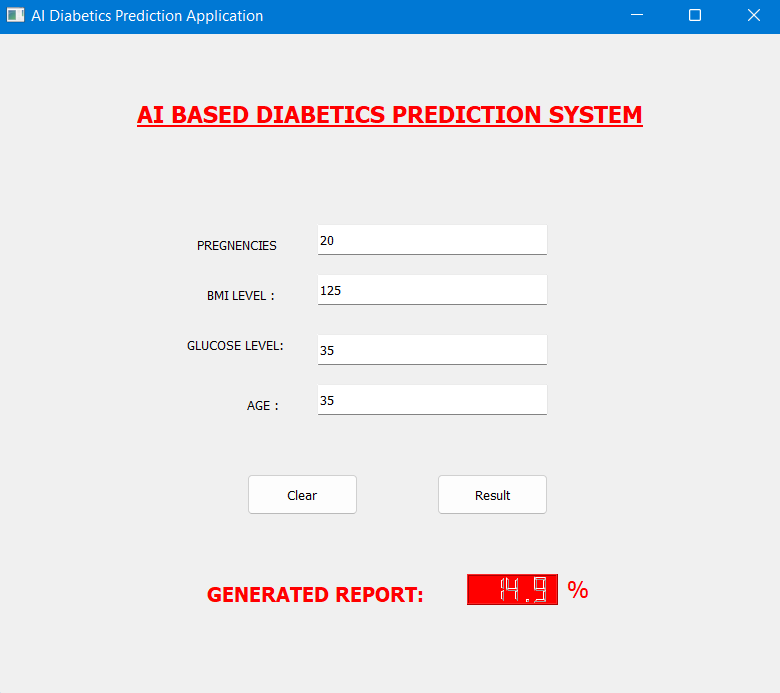 AI Diabetics Prediction Application
AI BASED DIABETICS PREDICTION SYSTEM
PREGNENCIES 20
BMI LEVEL : 125
GLUCOSE LEVEL: 35
AGE : 35
Clear Result
GENERATED REPORT: 14.9 %